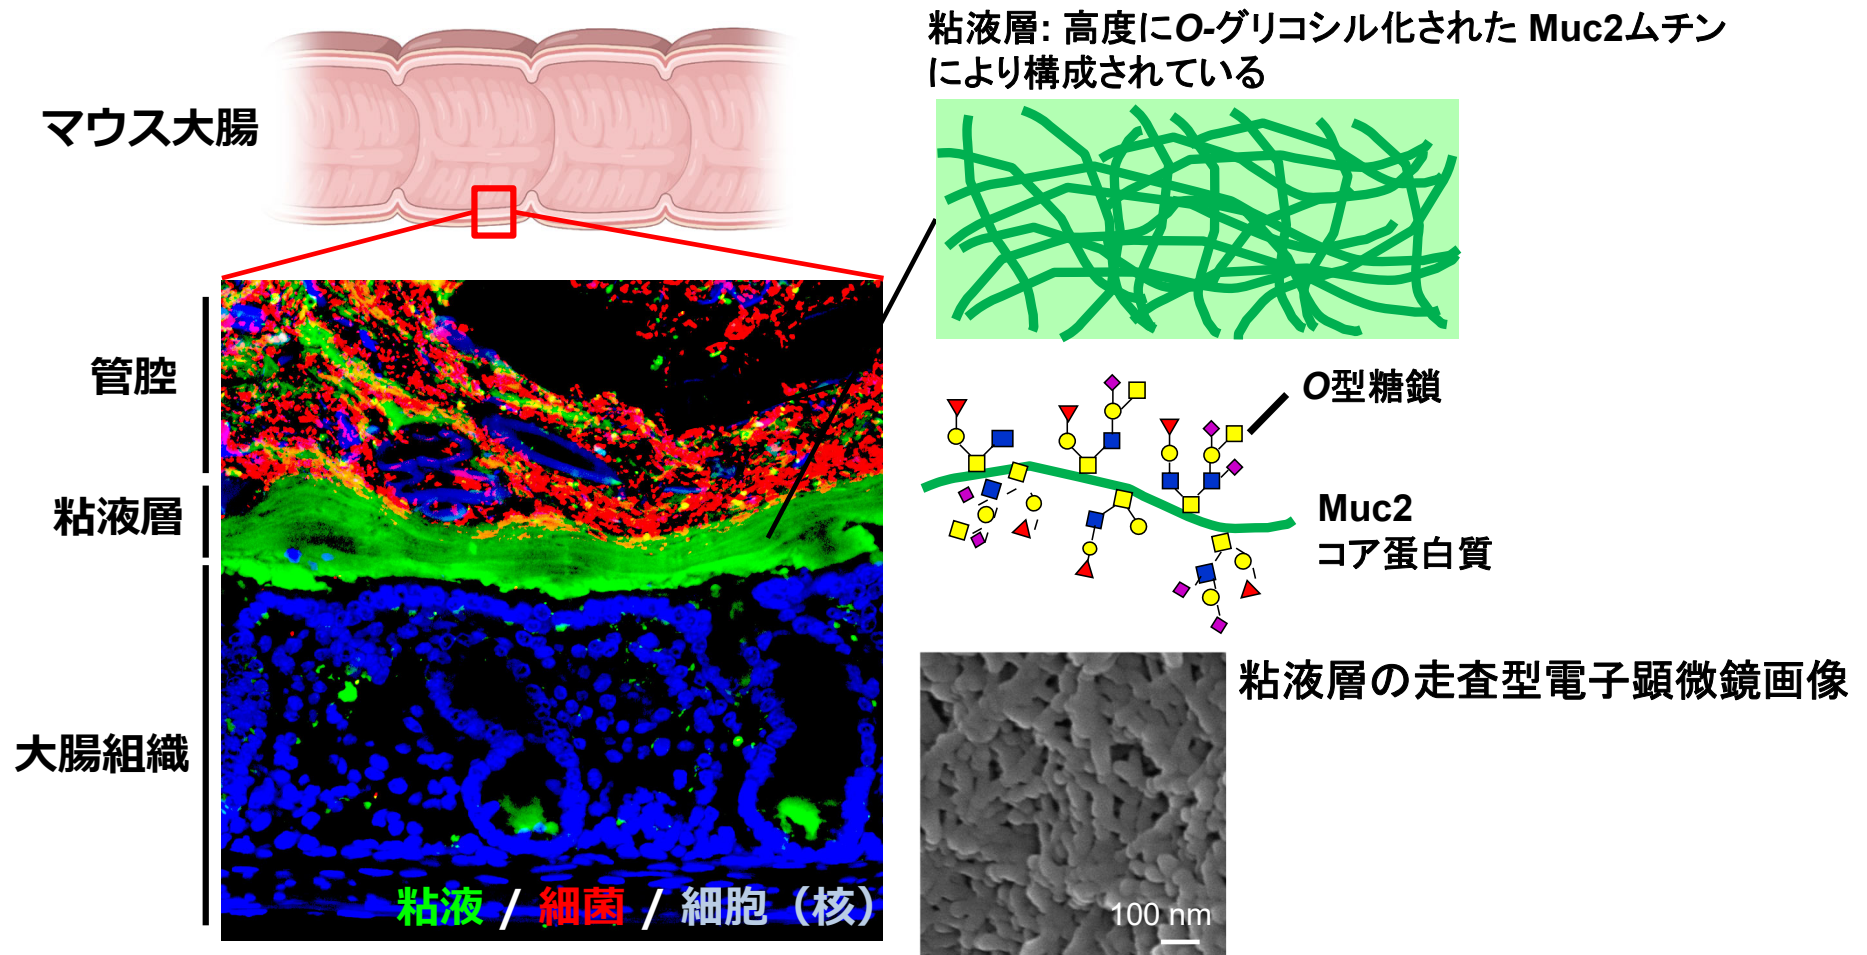 粘液層: 高度にO-グリコシル化された Muc2ムチン
により構成されている
マウス大腸
管腔
粘液層
大腸組織
粘液 / 細菌 / 細胞（核）
O型糖鎖
Muc2
コア蛋白質
粘液層の走査型電子顕微鏡画像
100 nm